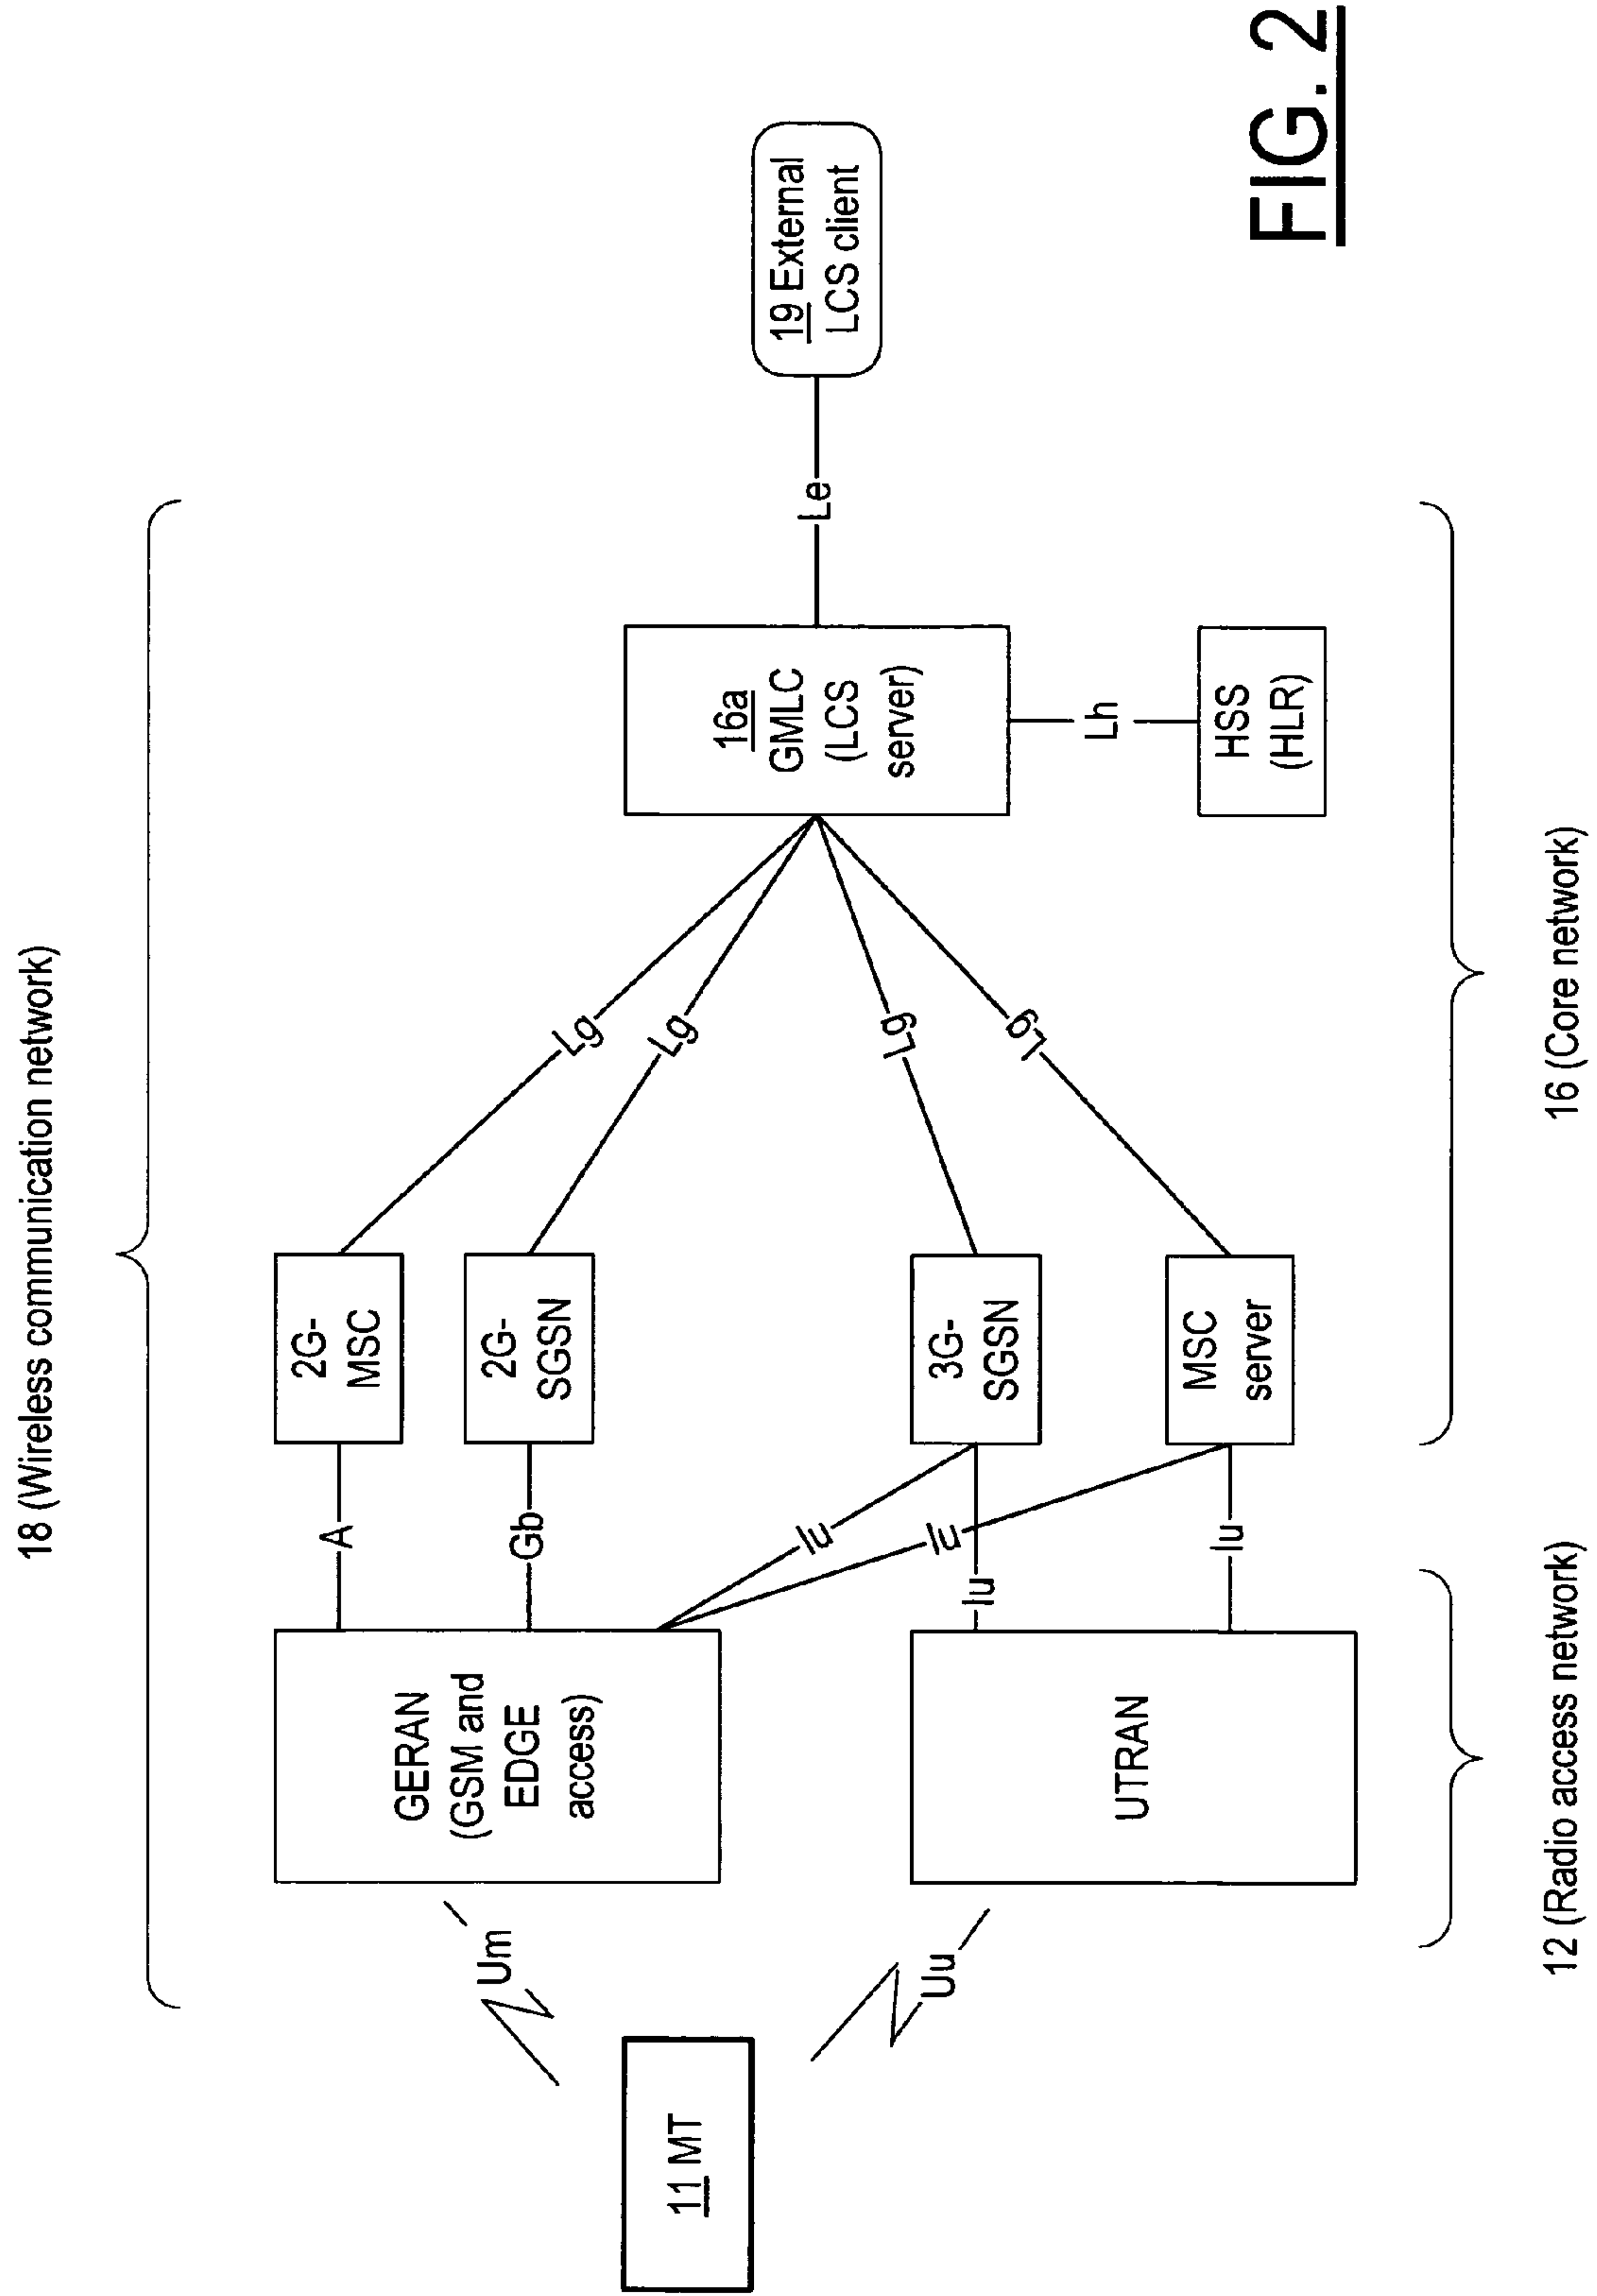 18 (Wireless communication network)
11 MT
Um
Uu
GERAN
(GSM and
EDGE
access)
UTRAN
A
Gb
Iu
Iu
Iu
Iu
2G-
MSC
2G-
SGSN
3G-
SGSN
MSC
server
Lg
Lg
Lg
Lg
16a
GMLC
(LCS
server)
Lh
HSS
(HLR)
Le
19 External
LCS client
12 (Radio access network)
16 (Core network)
FIG. 2